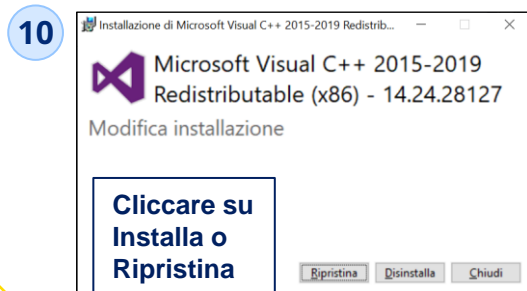 10
Installazione di Microsoft Visual C++ 2015-2019 Redistrib...
Microsoft Visual C++ 2015-2019
Redistributable (x86) - 14.24.28127
Modifica installazione
Cliccare su
Installa o
Ripristina
Ripristina Disinstalla Chiudi